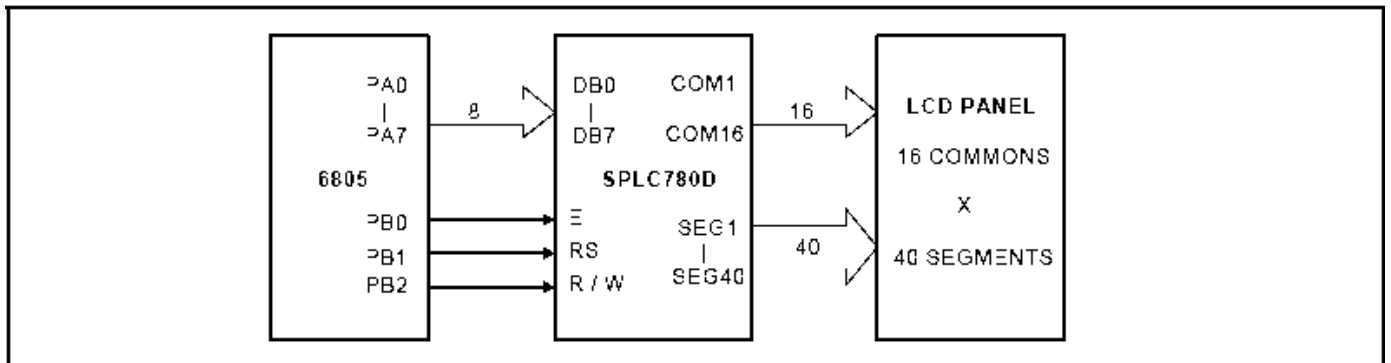 PA0
|
PA7
6805
PB0
PB1
PB2
8
DB0
|
DB7
COM1
COM16
SPLC780D
E
RS
R / W
SEG1
|
SEG40
16
40
LCD PANEL
16 COMMONS
X
40 SEGMENTS